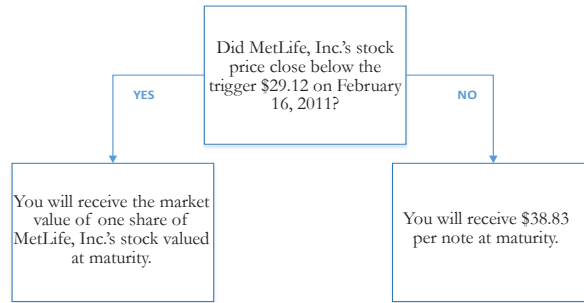 Did MetLife, Inc.'s stock
price close below the
trigger $29.12 on February
16, 2011?
YES
NO
You will receive the market
value of one share of
MetLife, Inc.'s stock valued
at maturity.
You will receive $38.83
per note at maturity.